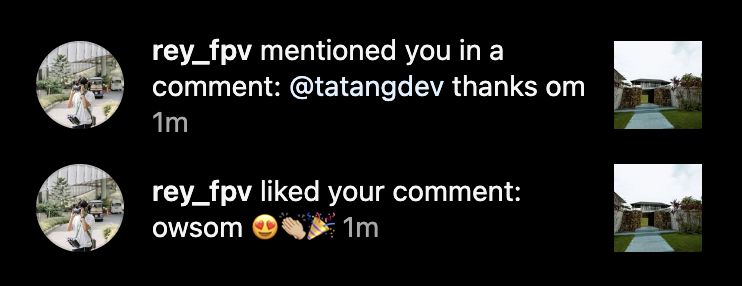 rey_fpv mentioned you in a
comment: @tatangdev thanks om
1m
rey_fpv liked your comment:
owsom 😍👏🏼🎉 1m